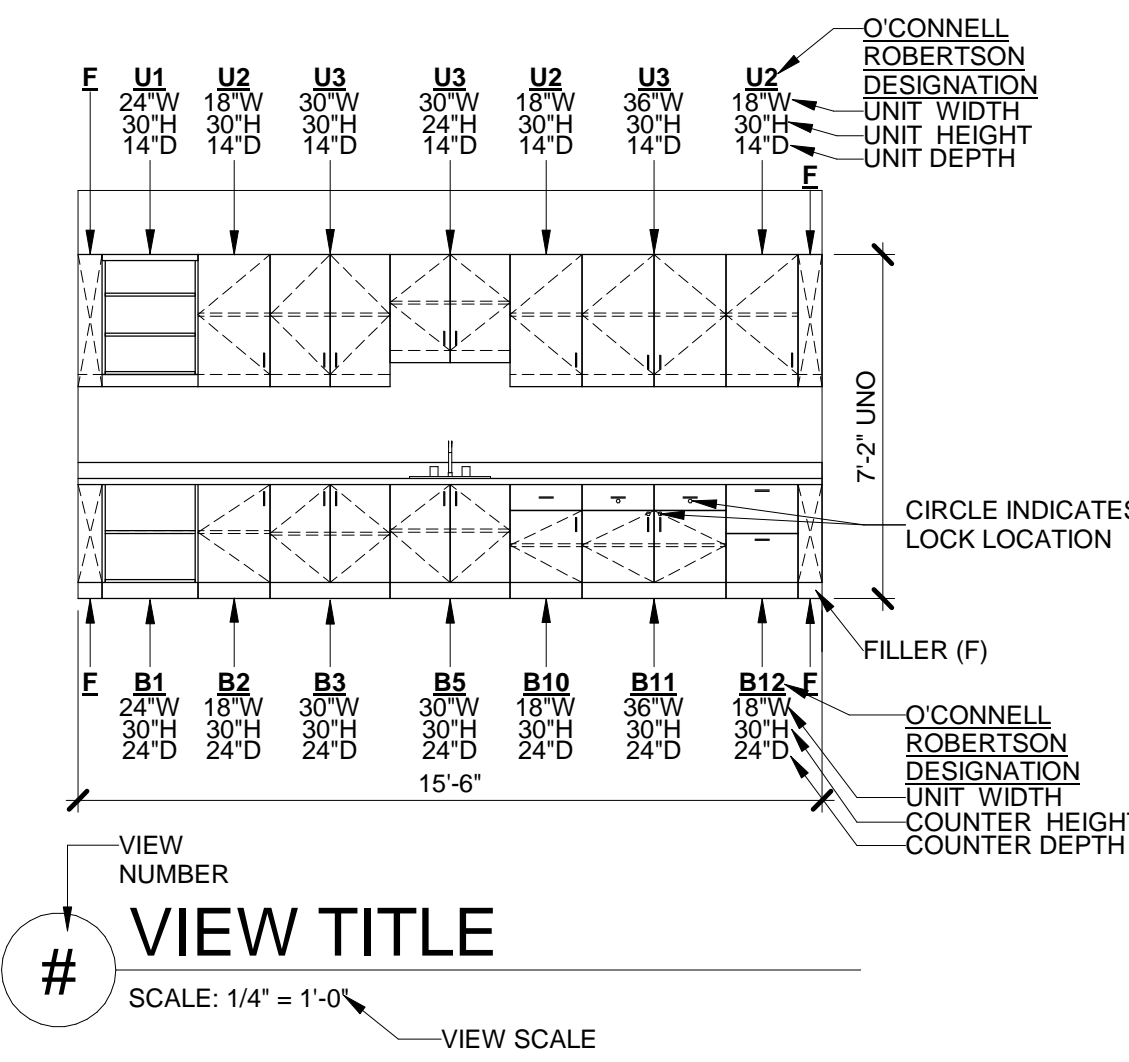 O'CONNELL
ROBERTSON
DESIGNATION
UNIT WIDTH
UNIT HEIGHT
UNIT DEPTH
F U1 U2 U3 U3 U2 U3 U2
24"W 18"W 30"W 30"W 18"W 36"W 18"W
30"H 30"H 30"H 24"H 30"H 30"H 30"H
14"D 14"D 14"D 14"D 14"D 14"D 14"D
F
7'-2" UNO
CIRCLE INDICATES
LOCK LOCATION
FILLER (F)
F B1 B2 B3 B5 B10 B11 B12 F
24"W 18"W 30"W 30"W 18"W 36"W 18"W
30"H 30"H 30"H 30"H 30"H 30"H 30"H
24"D 24"D 24"D 24"D 24"D 24"D 24"D
15'-6"
O'CONNELL
ROBERTSON
DESIGNATION
UNIT WIDTH
COUNTER HEIGHT
COUNTER DEPTH
VIEW
NUMBER
# VIEW TITLE
SCALE: 1/4" = 1'-0"
VIEW SCALE